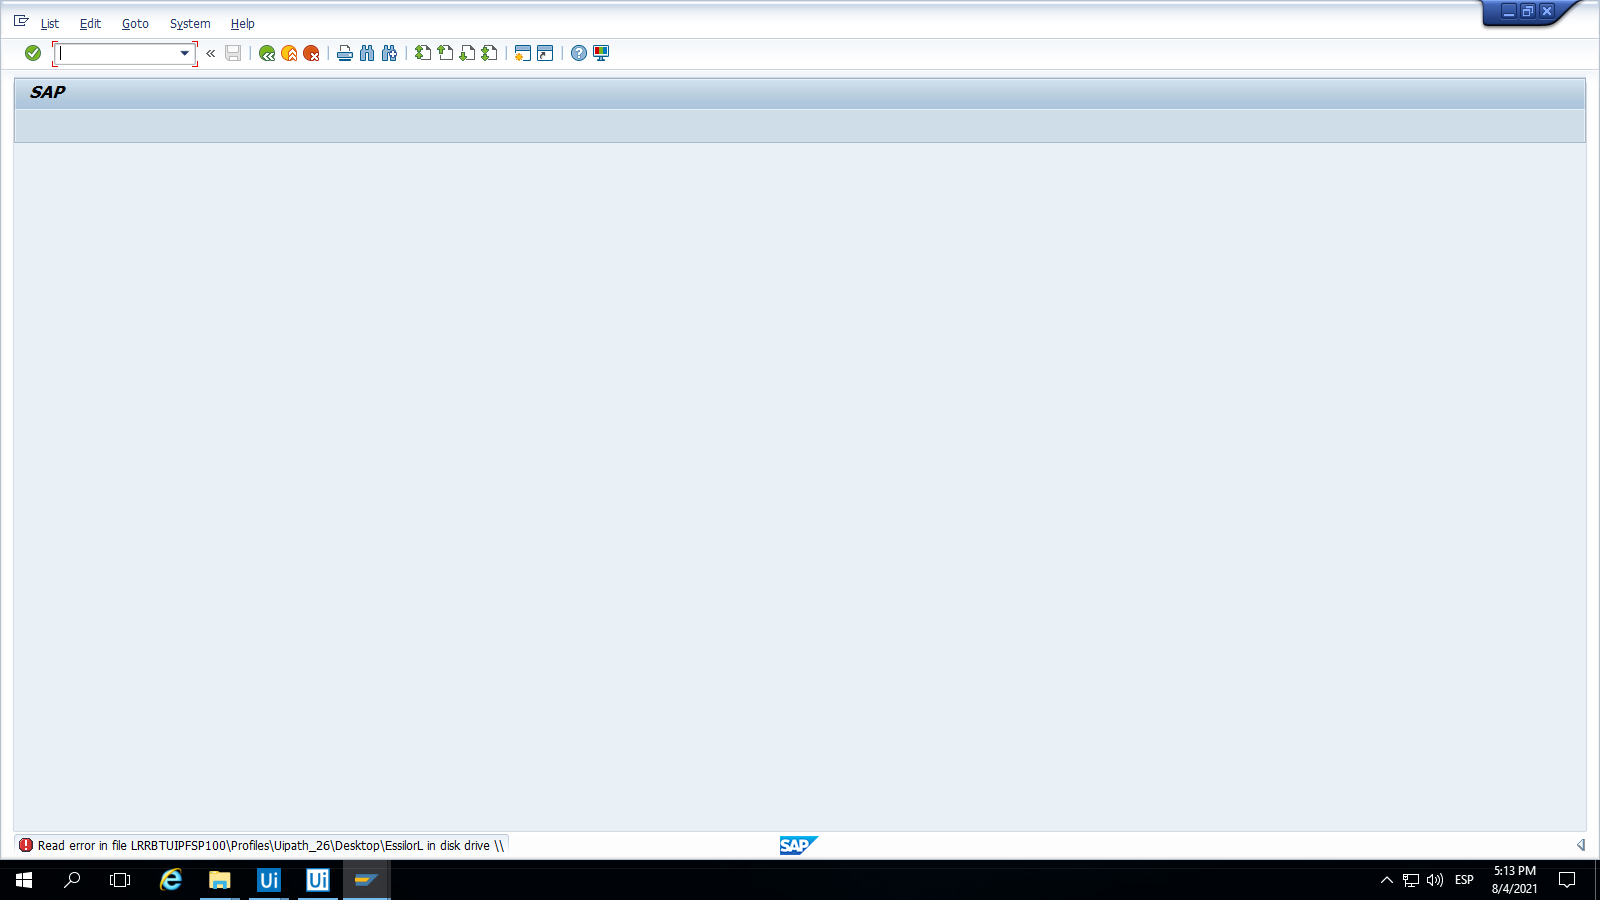 List Edit Goto System Help
SAP
Read error in file LRRBTUIPFSP100\Profiles\Uipath_26\Desktop\EssilorL in disk drive \\
SAP
Ui Ui
ESP
5:13 PM
8/4/2021